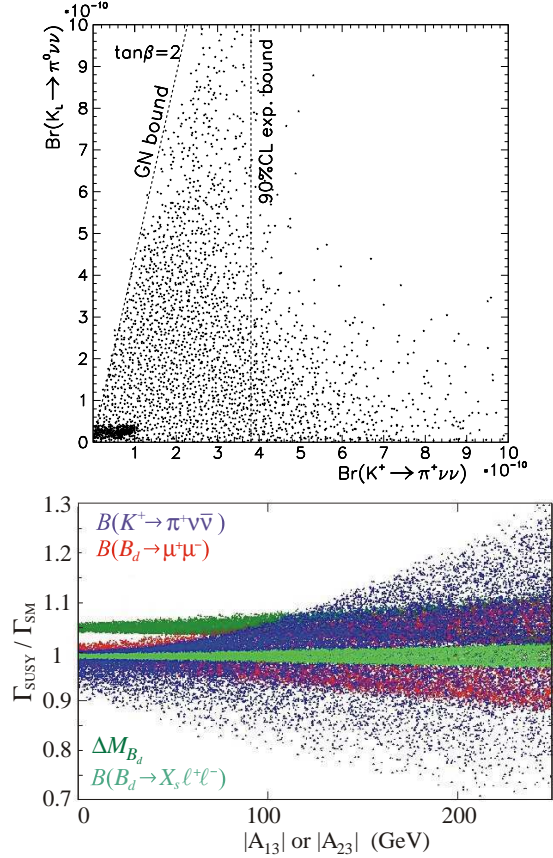 ×10⁻¹⁰
Br(K_L → π⁰νν)
10
9
8
7
6
5
4
3
2
1
0
tanβ=2
GN bound
90%CL exp. bound
1 2 3 4 5 6 7 8 9 10
Br(K⁺ → π⁺νν) ×10⁻¹⁰
Γ_SUSY / Γ_SM
1.3
1.2
1.1
1
0.9
0.8
0.7
B(K⁺→ π⁺νν̄)
B(B_d→ μ⁺μ⁻)
ΔM_B_d
B(B_d→ X_s ℓ⁺ℓ⁻)
0 100 200
|A₁₃| or |A₂₃| (GeV)